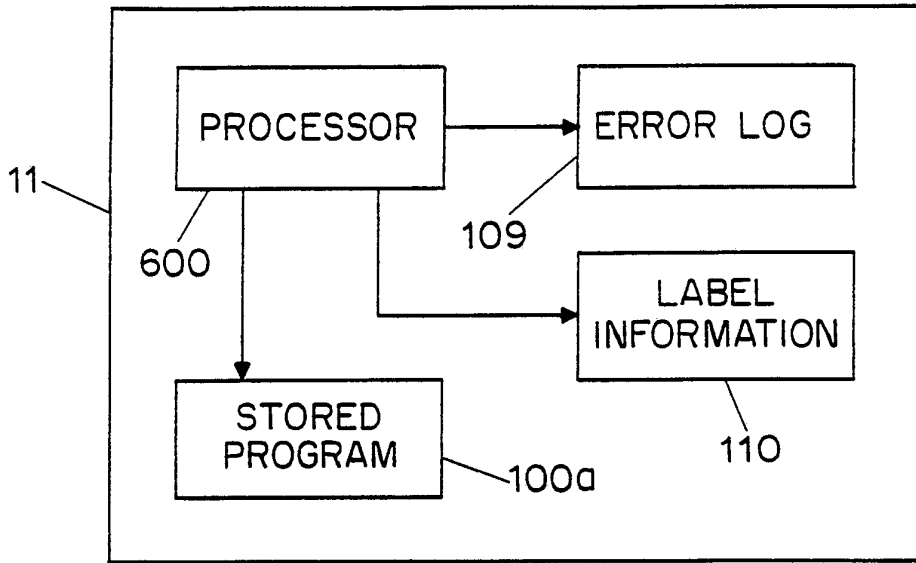 PROCESSOR
ERROR LOG
11
600
109
LABEL
INFORMATION
STORED
PROGRAM
100a
110